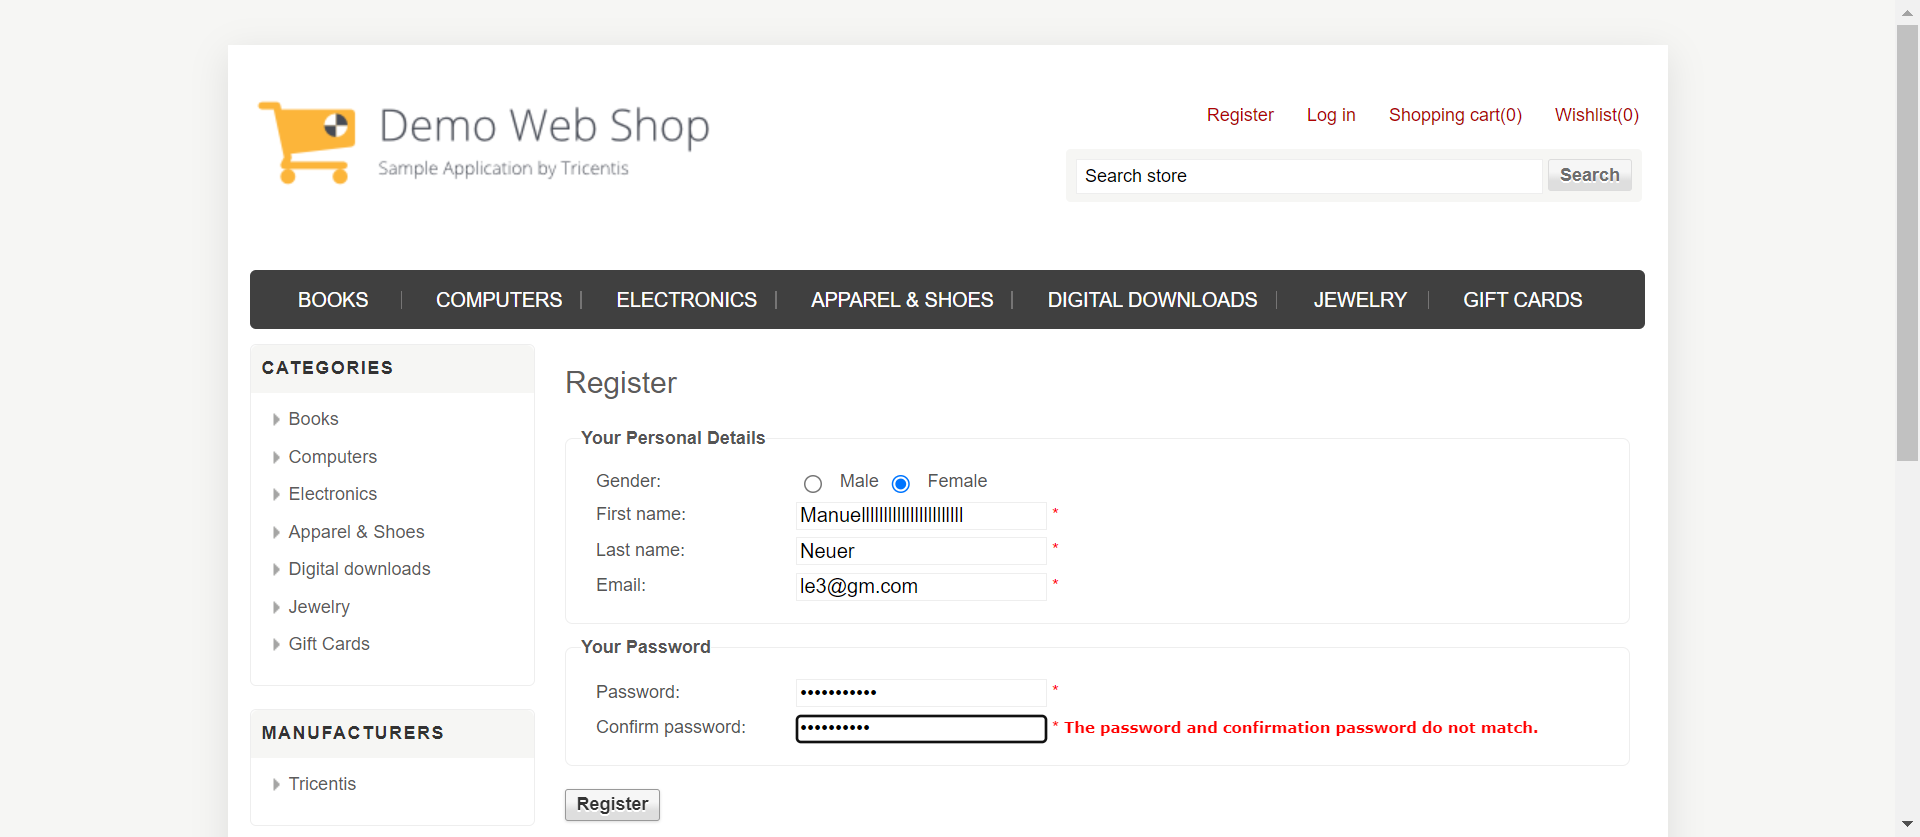 Demo Web Shop
Sample Application by Tricentis
Register Log in Shopping cart(0) Wishlist(0)
Search store Search
BOOKS COMPUTERS ELECTRONICS APPAREL & SHOES DIGITAL DOWNLOADS JEWELRY GIFT CARDS
CATEGORIES
Books
Computers
Electronics
Apparel & Shoes
Digital downloads
Jewelry
Gift Cards
MANUFACTURERS
Tricentis
Register
Your Personal Details
Gender: Male Female
First name: Manuelllllllllllllllllllllll *
Last name: Neuer *
Email: le3@gm.com *
Your Password
Password: ••••••••••• *
Confirm password: •••••••••• * The password and confirmation password do not match.
Register